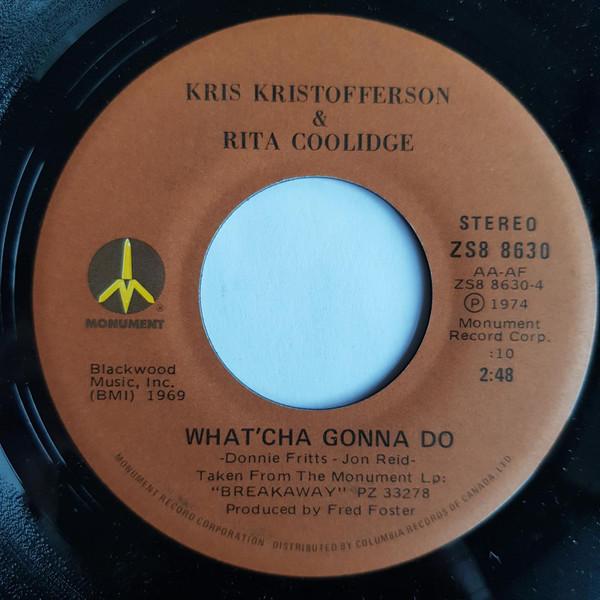 KRIS KRISTOFFERSON
&
RITA COOLIDGE
STEREO
ZS8 8630
AA-AF
ZS8 8630-4
Ⓟ 1974
Monument
Record Corp.
:10
2:48
®
MONUMENT
Blackwood
Music, Inc.
(BMI) 1969
WHAT'CHA GONNA DO
-Donnie Fritts - Jon Reid-
Taken From The Monument Lp:
"BREAKAWAY" PZ 33278
Produced by Fred Foster
MONUMENT RECORD CORPORATION DISTRIBUTED BY COLUMBIA RECORDS OF CANADA, LTD.